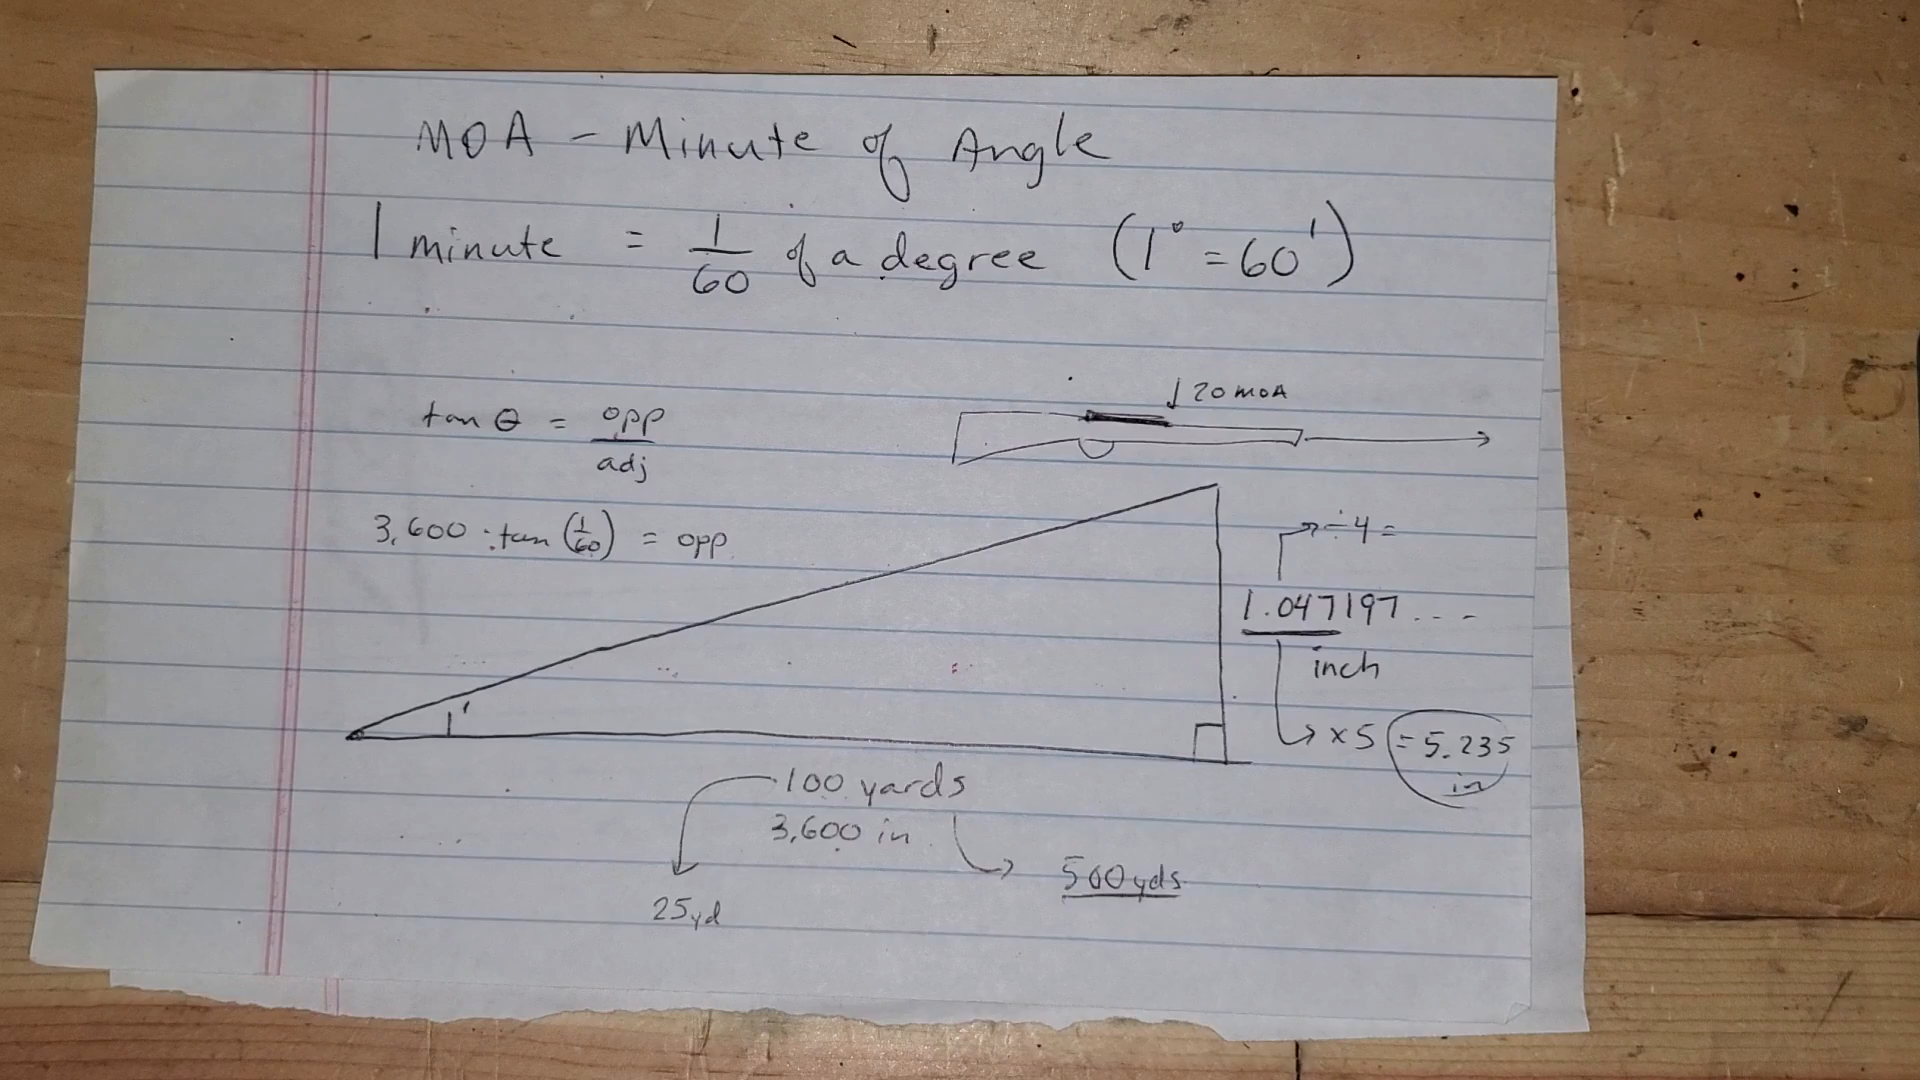 MOA - Minute of Angle
1 minute = 1/60 of a degree (1° = 60')
tan θ = opp/adj
↓ 20 MOA
3,600 · tan (1/60) = opp
→ ÷4 =
1.047197...
inch
1'
→ x5 = 5.235 in
100 yards
3,600 in
500 yds
25 yd